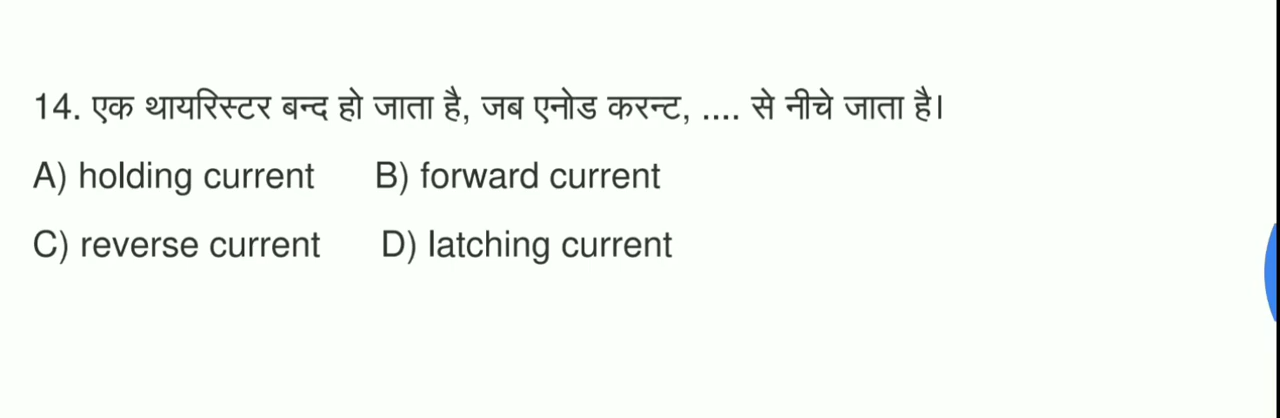 14. एक थायरिस्टर बन्द हो जाता है, जब एनोड करन्ट, .... से नीचे जाता है।
A) holding current B) forward current
C) reverse current D) latching current